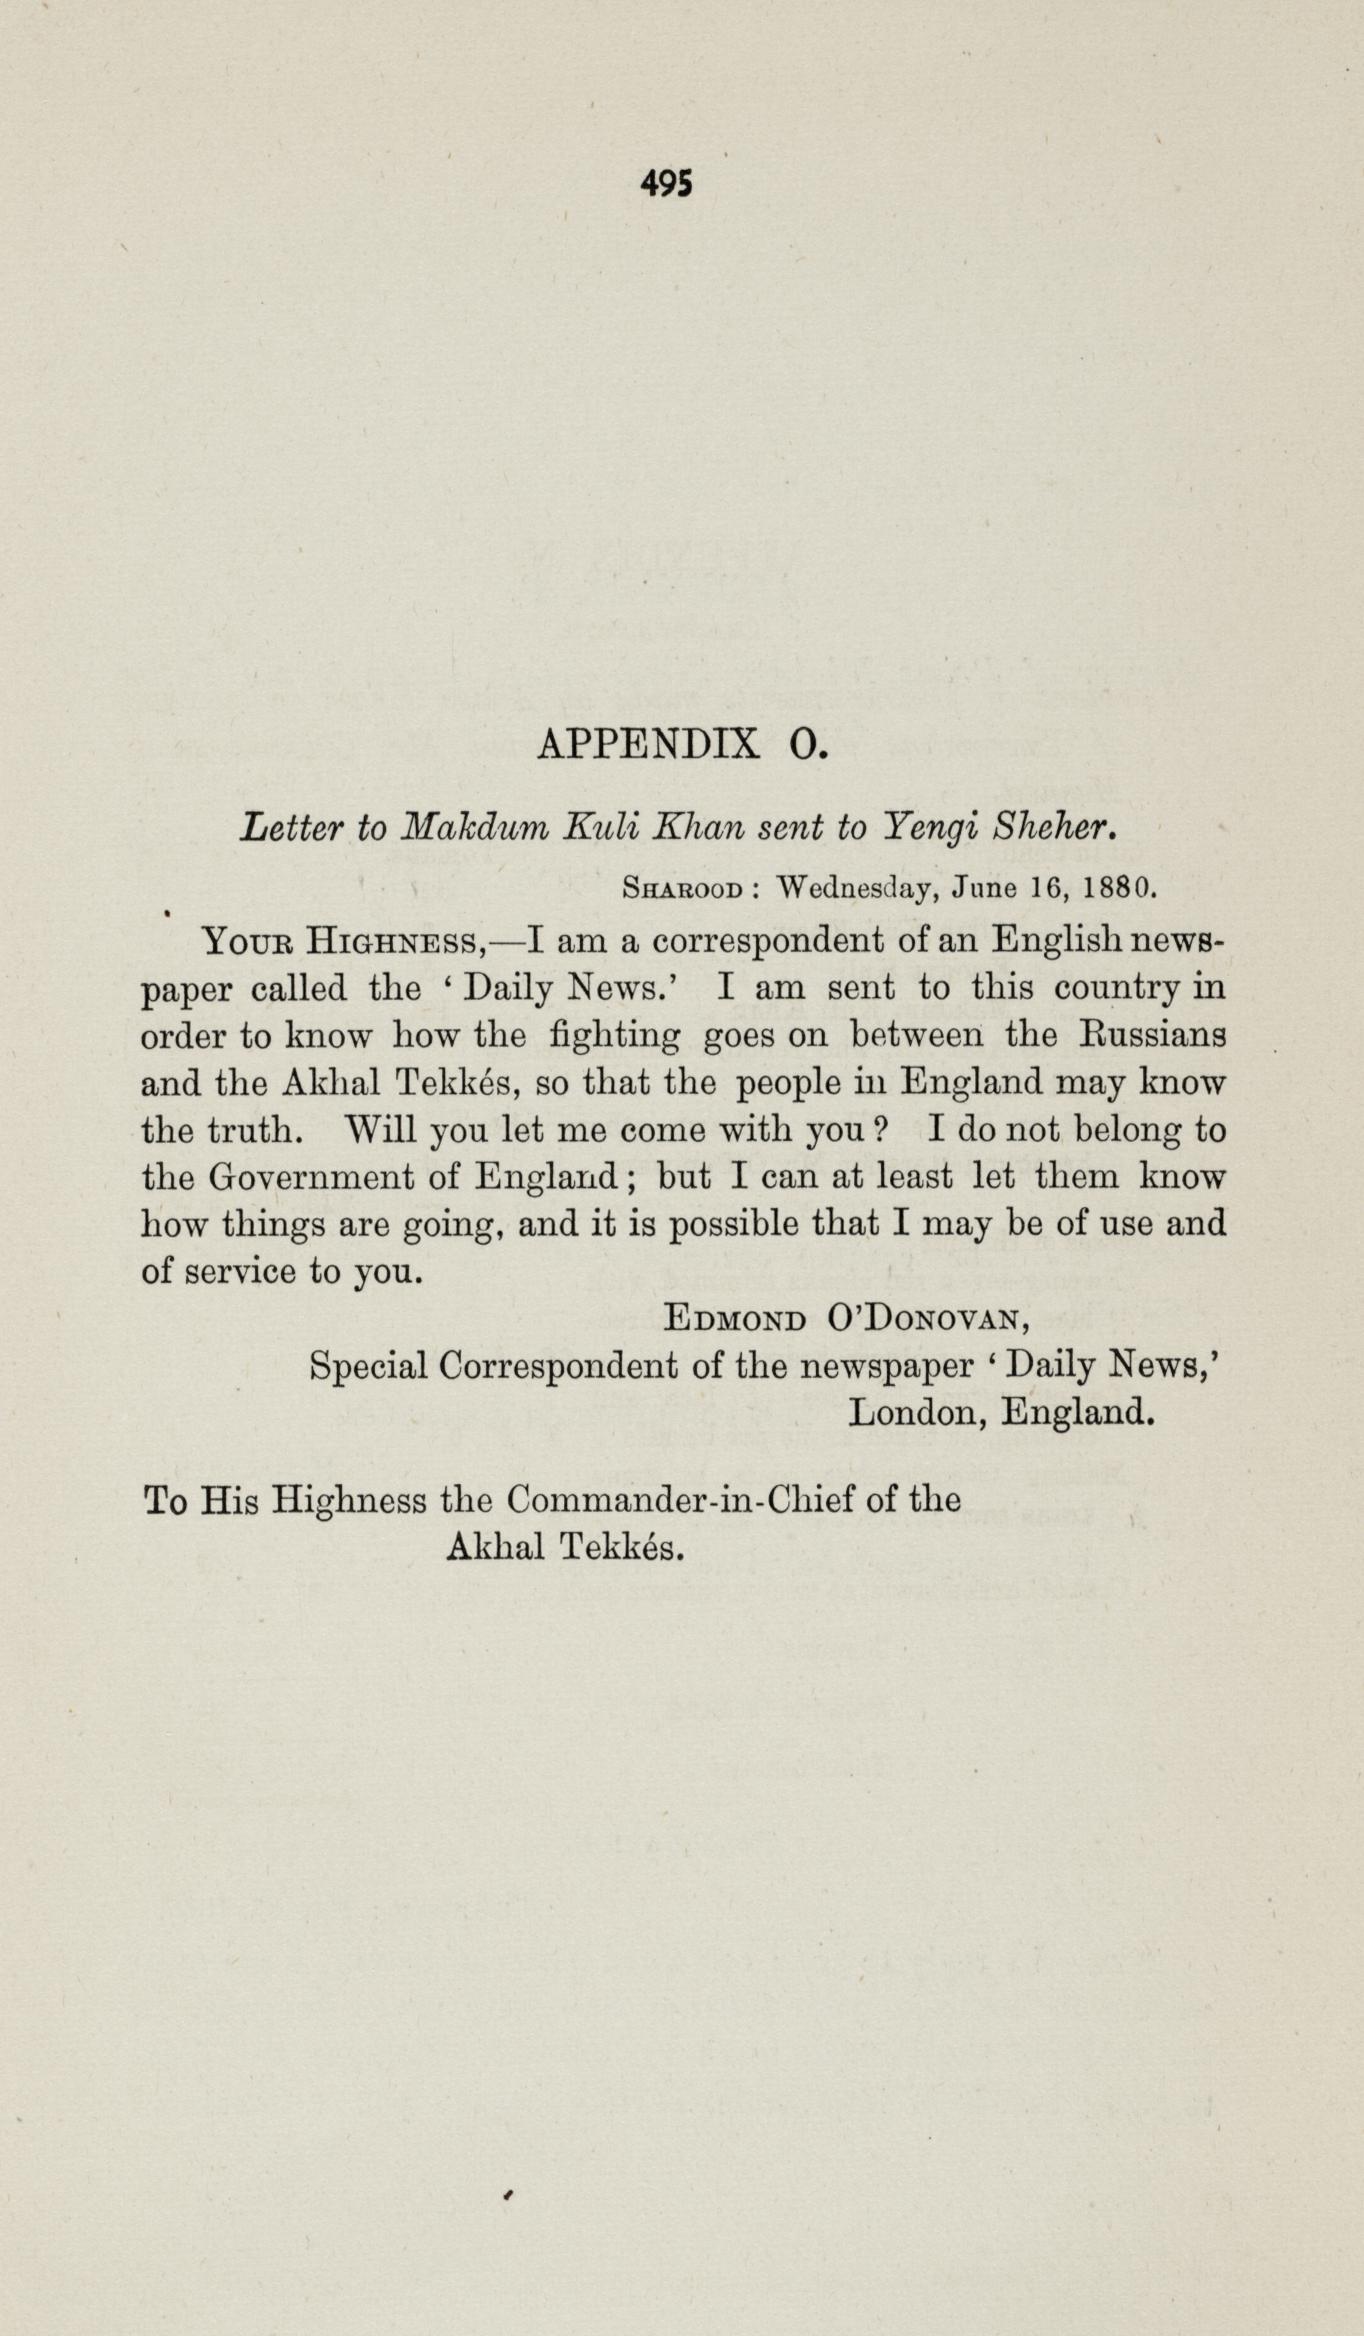 495
APPENDIX O.
Letter to Makdum Kuli Khan sent to Yengi Sheher.
SHAROOD : Wednesday, June 16, 1880.
YOUR HIGHNESS,—I am a correspondent of an English news-
paper called the ‘ Daily News.’ I am sent to this country in
order to know how the fighting goes on between the Russians
and the Akhal Tekkés, so that the people in England may know
the truth. Will you let me come with you ? I do not belong to
the Government of England ; but I can at least let them know
how things are going, and it is possible that I may be of use and
of service to you.
EDMOND O’DONOVAN,
Special Correspondent of the newspaper ‘ Daily News,’
London, England.
To His Highness the Commander-in-Chief of the
Akhal Tekkés.